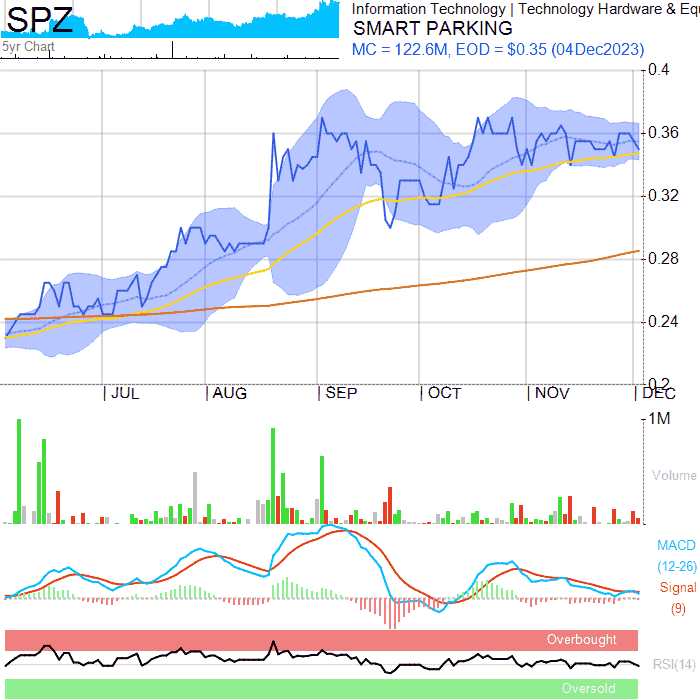 SPZ
5yr Chart
Information Technology | Technology Hardware & Equ
SMART PARKING
MC = 122.6M, EOD = $0.35 (04Dec2023)
0.4
0.36
0.32
0.28
0.24
0.2
JUL
AUG
SEP
OCT
NOV
DEC
1M
Volume
MACD
(12-26)
Signal
(9)
Overbought
RSI(14)
Oversold